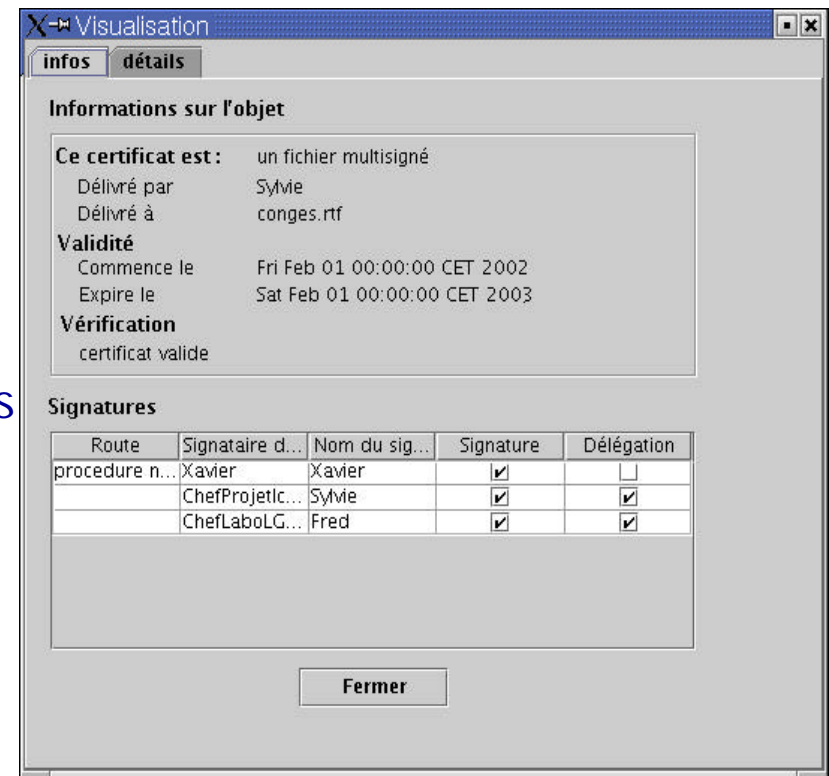 Visualisation
infos détails
Informations sur l'objet
Ce certificat est : un fichier multisigné
Délivré par Sylvie
Délivré à conges.rtf
Validité
Commence le Fri Feb 01 00:00:00 CET 2002
Expire le Sat Feb 01 00:00:00 CET 2003
Vérification
certificat valide
s
Signatures
Route Signataire d... Nom du sig... Signature Délégation
procedure n... Xavier Xavier
ChefProjetIc... Sylvie
ChefLaboLG... Fred
Fermer